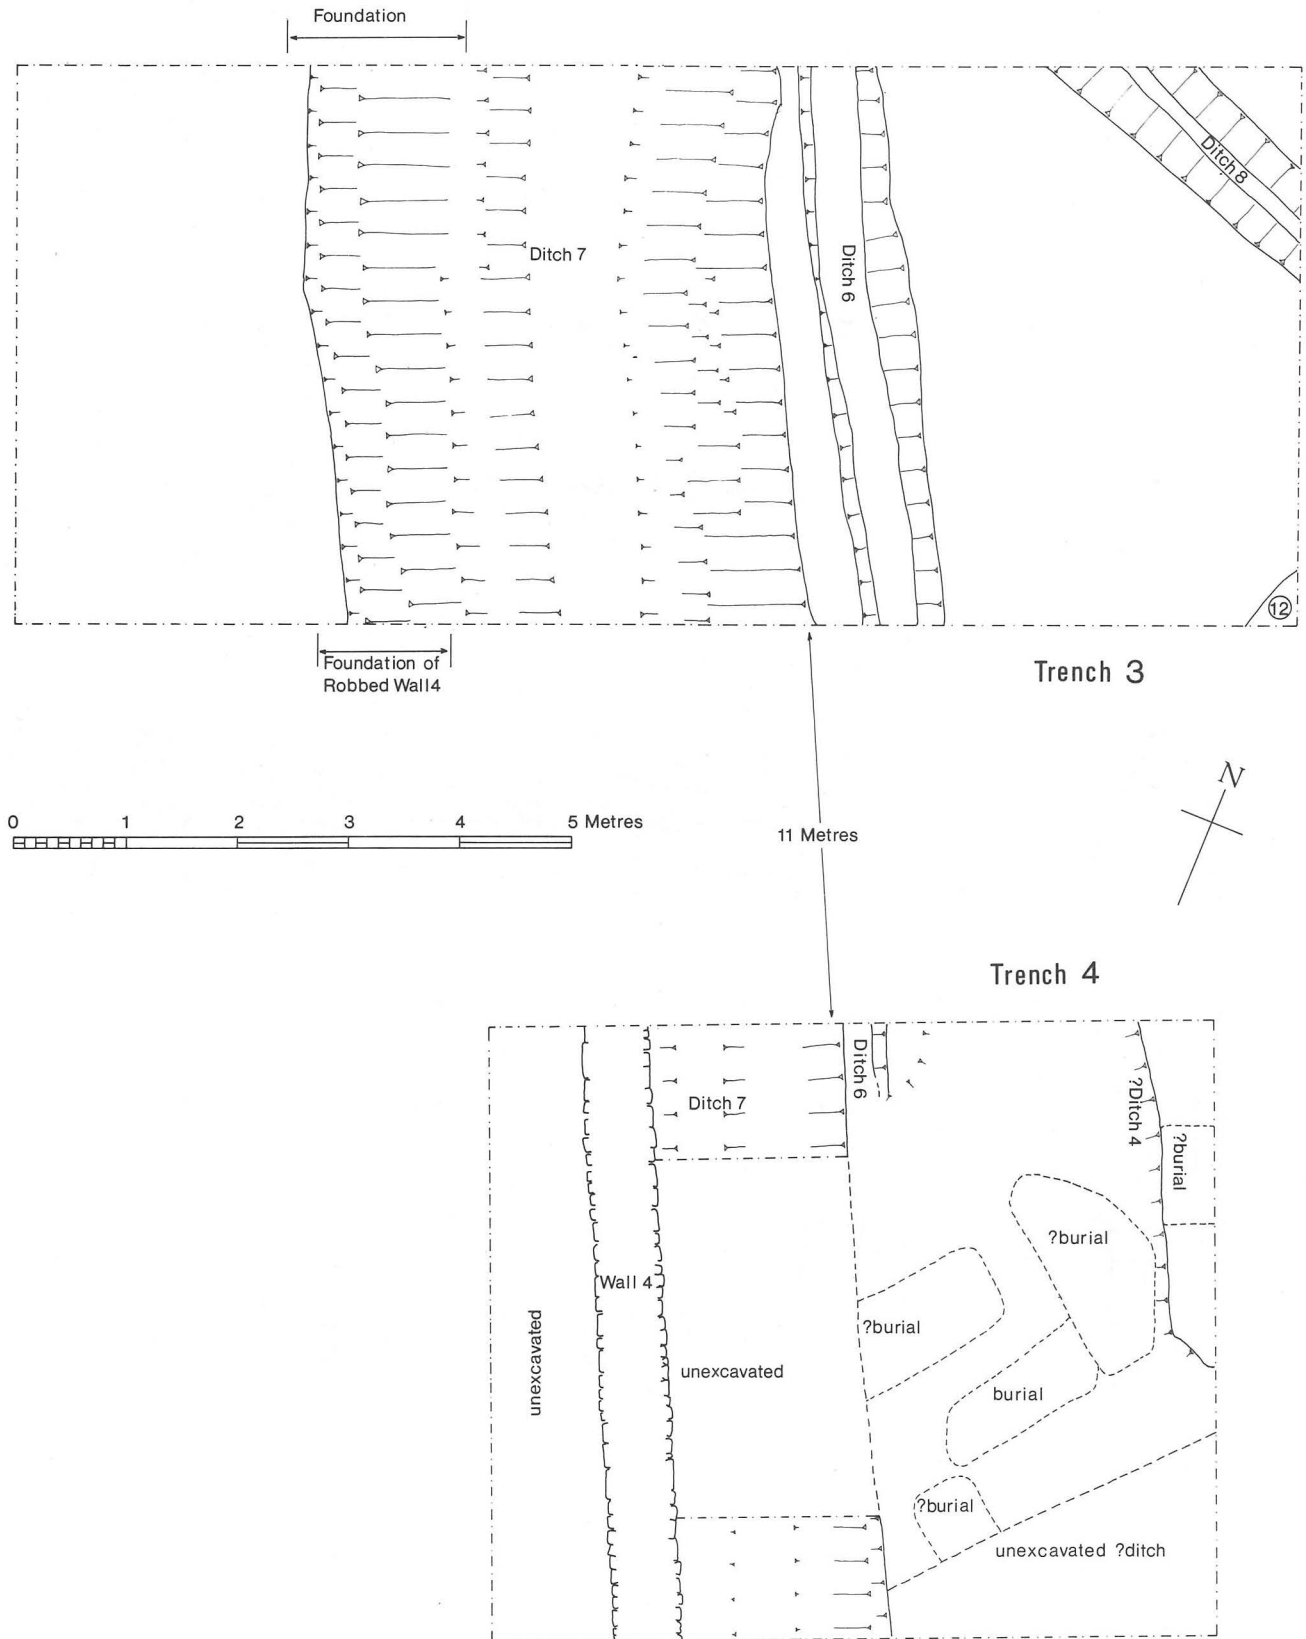 Foundation
Ditch 8
Ditch 7
Ditch 6
12
Foundation of
Robbed Wall4
Trench 3
N
0 1 2 3 4 5 Metres
11 Metres
Trench 4
Ditch 6
Ditch 7
?Ditch 4
?burial
?burial
Wall 4
?burial
unexcavated
unexcavated
burial
?burial
unexcavated ?ditch